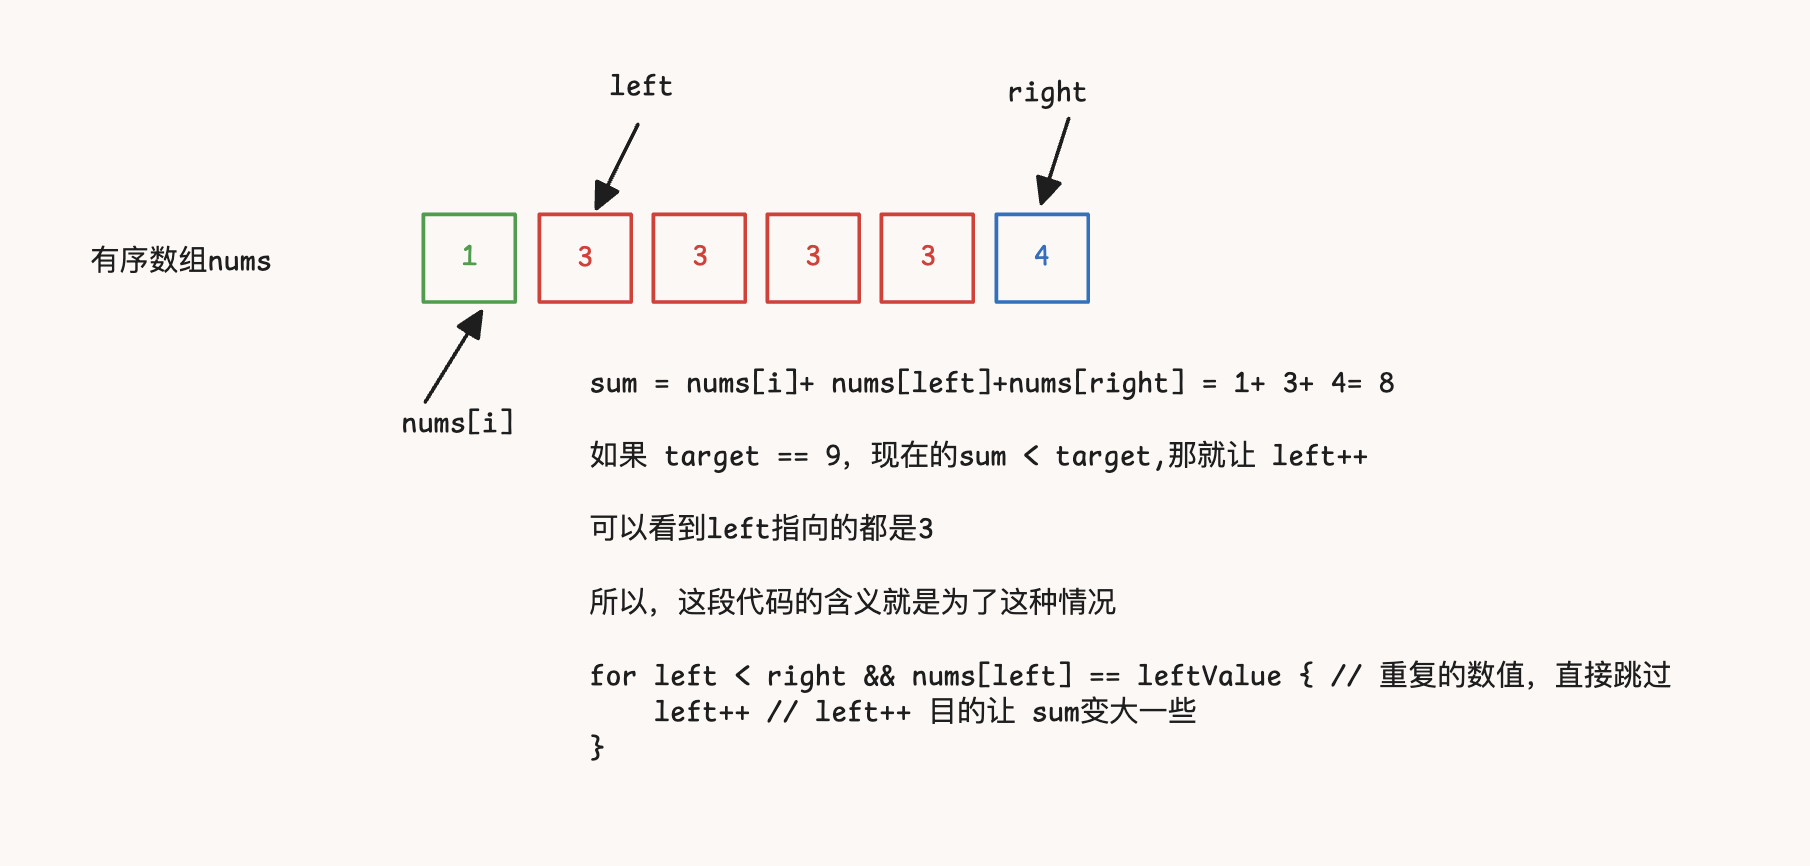 left
right
有序数组nums
1 3 3 3 3 4
nums[i]
sum = nums[i]+ nums[left]+nums[right] = 1+ 3+ 4= 8
如果 target == 9，现在的sum < target,那就让 left++
可以看到left指向的都是3
所以，这段代码的含义就是为了这种情况
for left < right && nums[left] == leftValue { // 重复的数值，直接跳过
    left++ // left++ 目的让 sum变大一些
}